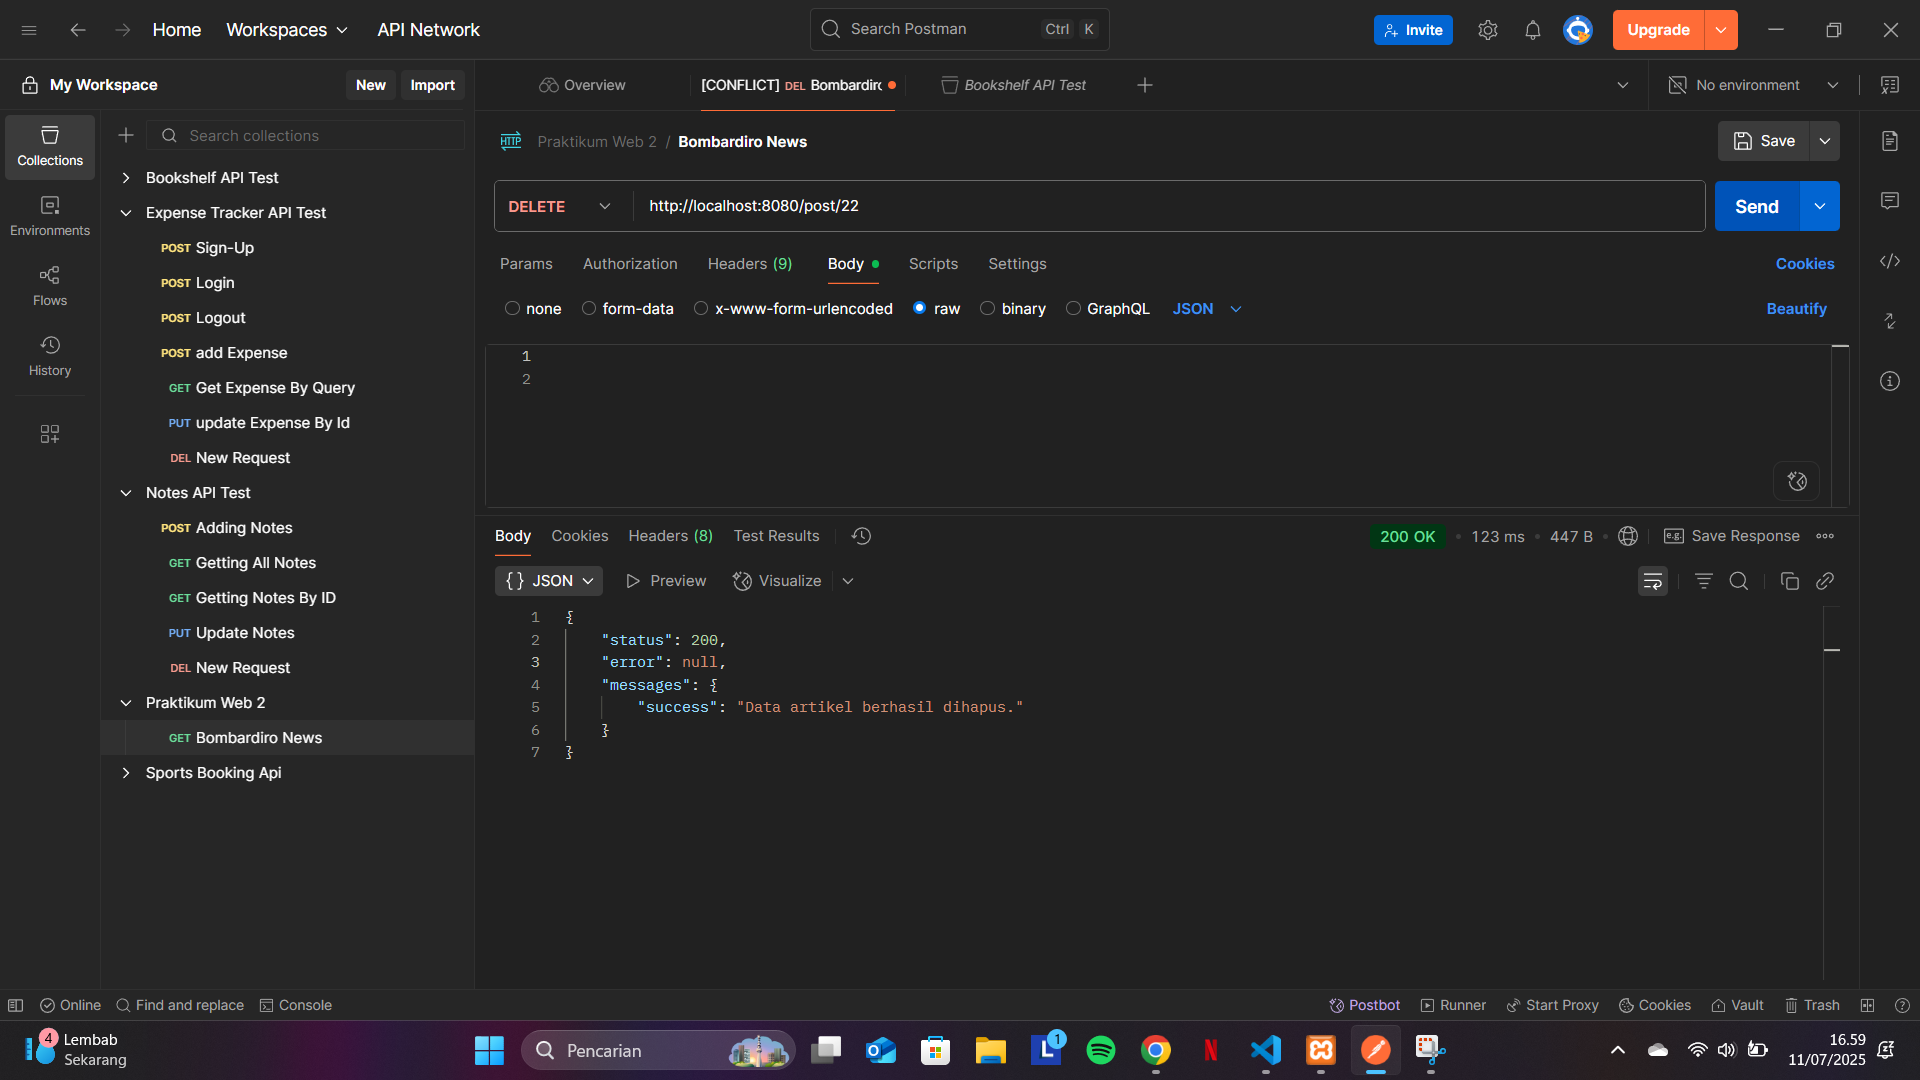 Home
Workspaces
API Network
Search Postman
Ctrl
K
Invite
Upgrade
My Workspace
New
Import
Overview
[CONFLICT] DEL Bombardirc
Bookshelf API Test
No environment
Collections
Environments
Flows
History
Search collections
Bookshelf API Test
Expense Tracker API Test
POST Sign-Up
POST Login
POST Logout
POST add Expense
GET Get Expense By Query
PUT update Expense By Id
DEL New Request
Notes API Test
POST Adding Notes
GET Getting All Notes
GET Getting Notes By ID
PUT Update Notes
DEL New Request
Praktikum Web 2
GET Bombardiro News
Sports Booking Api
HTTP Praktikum Web 2 / Bombardiro News
Save
DELETE
http://localhost:8080/post/22
Send
Params
Authorization
Headers (9)
Body
Scripts
Settings
Cookies
none
form-data
x-www-form-urlencoded
raw
binary
GraphQL
JSON
Beautify
1
2
Body
Cookies
Headers (8)
Test Results
200 OK
123 ms
447 B
e.g.
Save Response
{} JSON
Preview
Visualize
1 {
2 "status": 200,
3 "error": null,
4 "messages": {
5 "success": "Data artikel berhasil dihapus."
6 }
7 }
Online
Find and replace
Console
Postbot
Runner
Start Proxy
Cookies
Vault
Trash
4
Lembab
Sekarang
Pencarian
L
1
N
16.59
11/07/2025